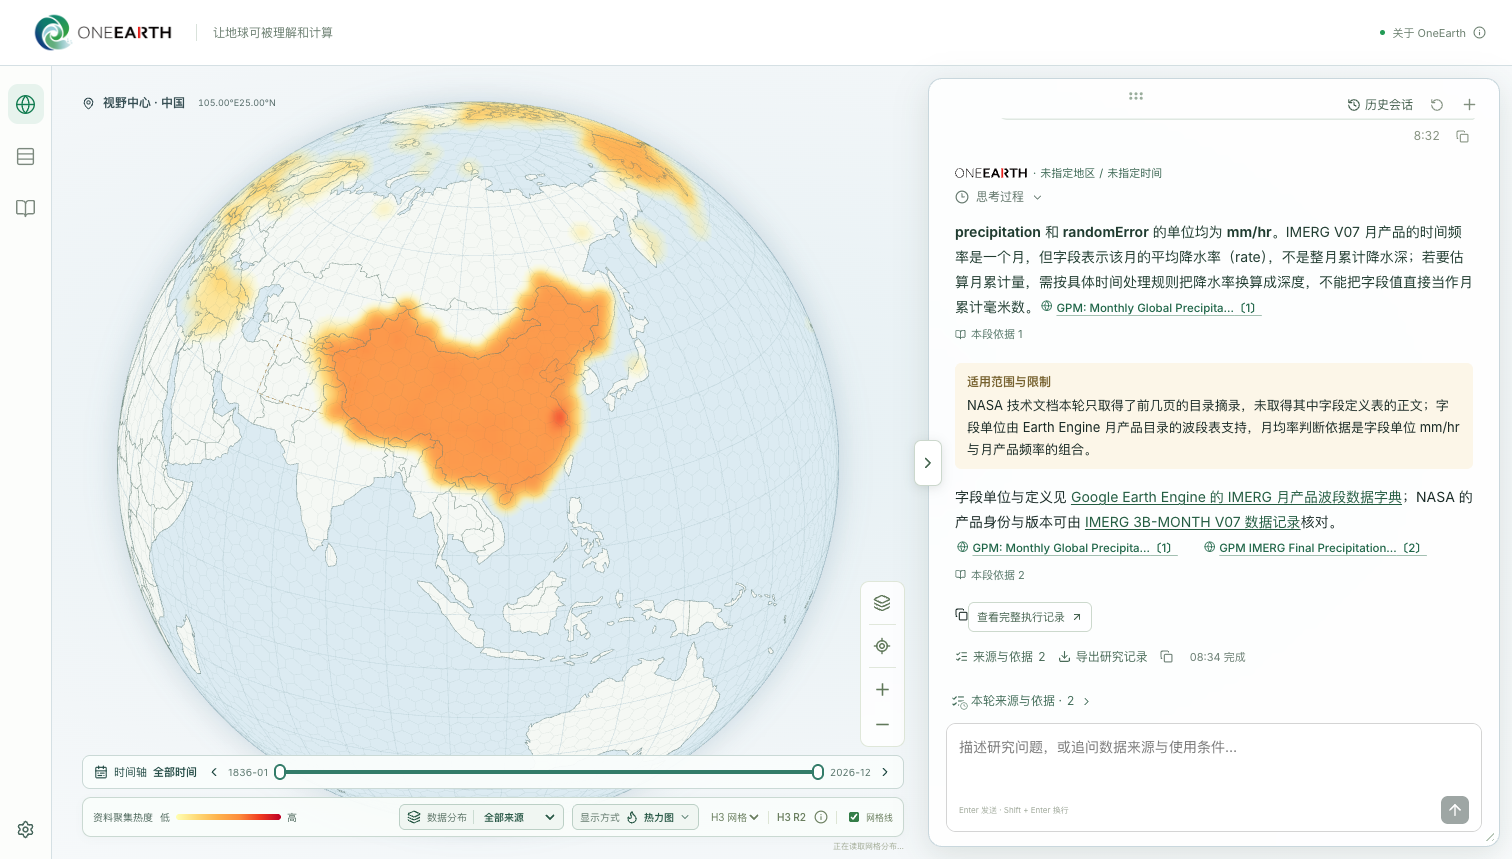 ONEEARTH
让地球可被理解和计算
关于 OneEarth
视野中心 · 中国 105.00°E25.00°N
历史会话
8:32
ONEEARTH · 未指定地区 / 未指定时间
思考过程
precipitation 和 randomError 的单位均为 mm/hr。IMERG V07 月产品的时间频
率是一个月，但字段表示该月的平均降水率（rate），不是整月累计降水深；若要估
算月累计量，需按具体时间处理规则把降水率换算成深度，不能把字段值直接当作月
累计毫米数。 GPM: Monthly Global Precipita... 〔1〕
本段依据 1
适用范围与限制
NASA 技术文档本轮只取得了前几页的目录摘录，未取得其中字段定义表的正文；字
段单位由 Earth Engine 月产品目录的波段表支持，月均率判断依据是字段单位 mm/hr
与月产品频率的组合。
字段单位与定义见 Google Earth Engine 的 IMERG 月产品波段数据字典；NASA 的
产品身份与版本可由 IMERG 3B-MONTH V07 数据记录核对。
GPM: Monthly Global Precipita... 〔1〕 GPM IMERG Final Precipitation... 〔2〕
本段依据 2
查看完整执行记录
来源与依据 2 导出研究记录 08:34 完成
本轮来源与依据 · 2
描述研究问题，或追问数据来源与使用条件...
Enter 发送 · Shift + Enter 换行
时间轴 全部时间 1836-01 2026-12
资料聚集热度 低 高 数据分布 全部来源 显示方式 热力图 H3 网格 H3 R2 网格线
正在读取网格分布...